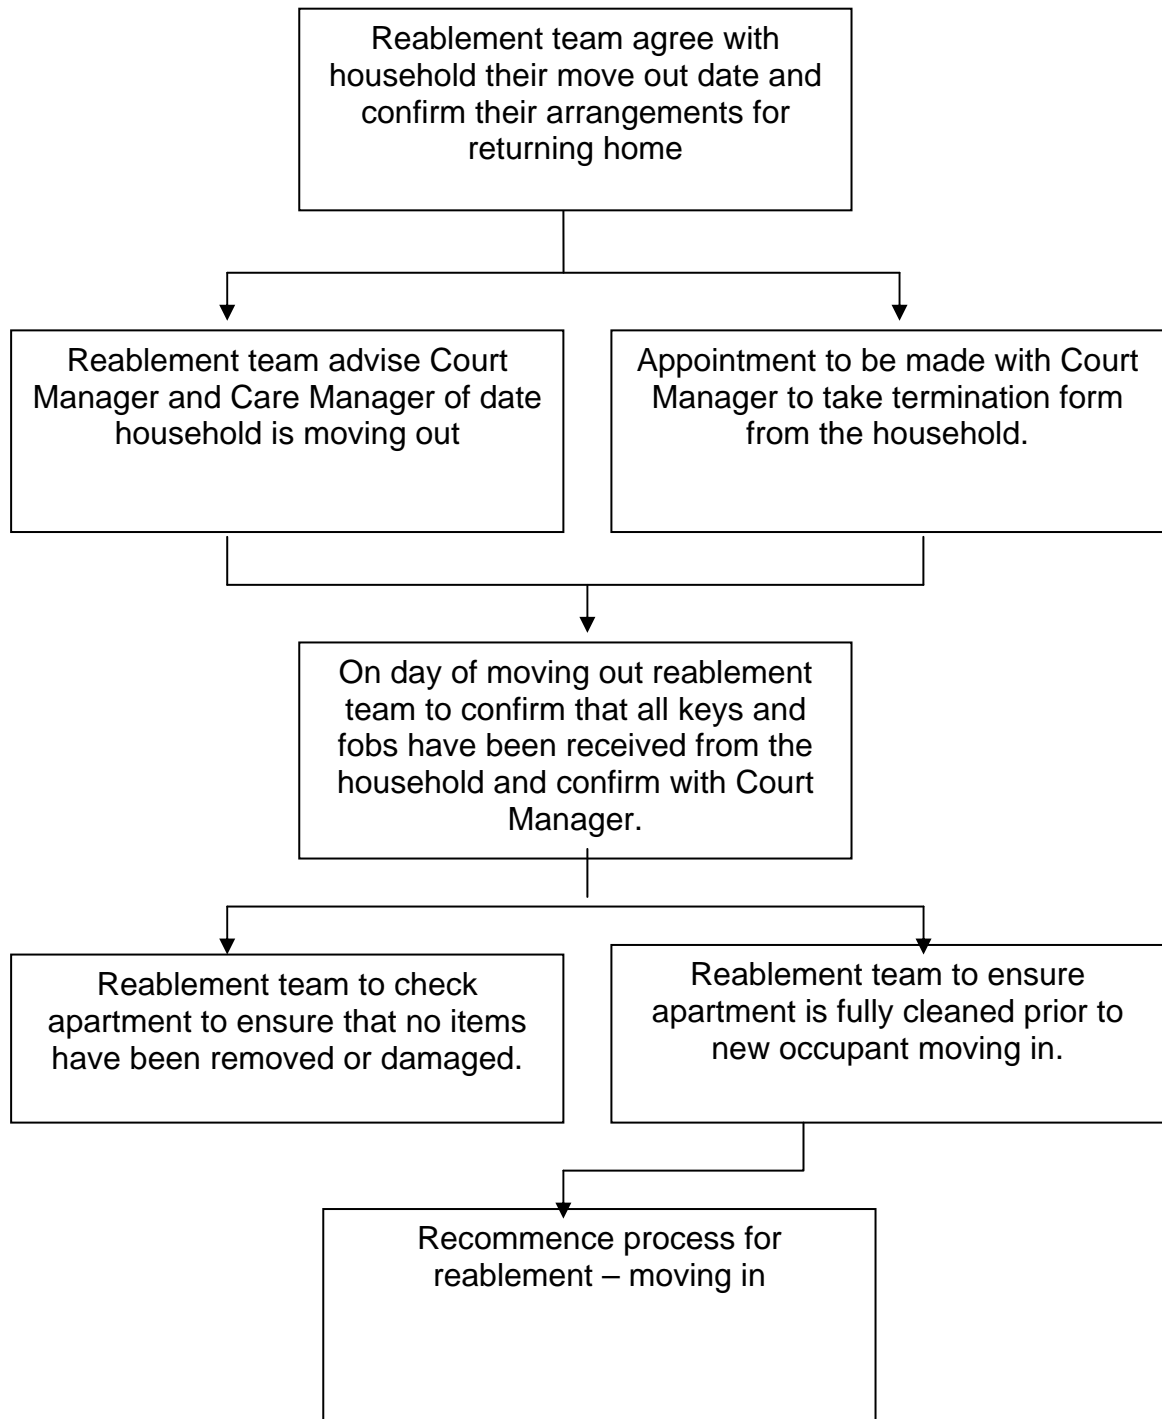 Reablement team agree with
household their move out date and
confirm their arrangements for
returning home
Reablement team advise Court
Manager and Care Manager of date
household is moving out
Appointment to be made with Court
Manager to take termination form
from the household.
On day of moving out reablement
team to confirm that all keys and
fobs have been received from the
household and confirm with Court
Manager.
Reablement team to check
apartment to ensure that no items
have been removed or damaged.
Reablement team to ensure
apartment is fully cleaned prior to
new occupant moving in.
Recommence process for
reablement – moving in